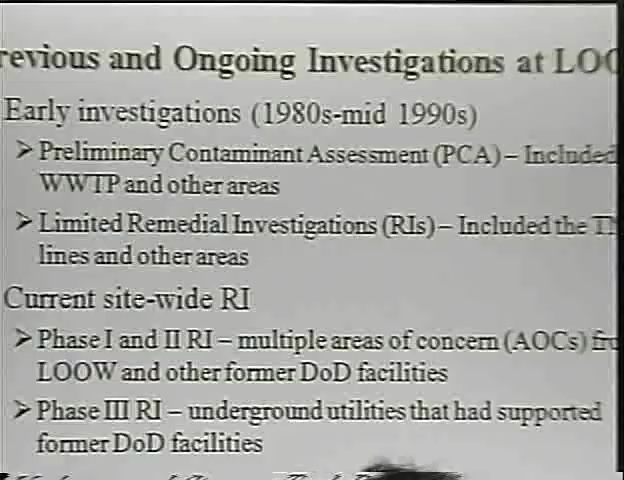 revious and Ongoing Investigations at LOO
Early investigations (1980s-mid 1990s)
➤ Preliminary Contaminant Assessment (PCA) – Included
WWTP and other areas
➤ Limited Remedial Investigations (RIs) – Included the TN
lines and other areas
Current site-wide RI
➤ Phase I and II RI – multiple areas of concern (AOCs) fro
LOOW and other former DoD facilities
➤ Phase III RI – underground utilities that had supported
former DoD facilities